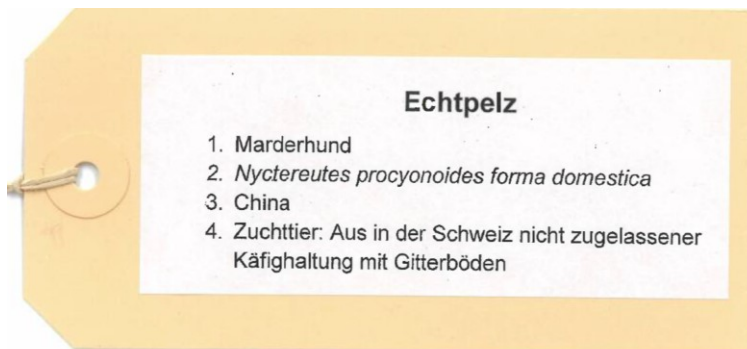 Echtpelz
1. Marderhund
2. Nyctereutes procyonoides forma domestica
3. China
4. Zuchttier: Aus in der Schweiz nicht zugelassener
Käfighaltung mit Gitterböden